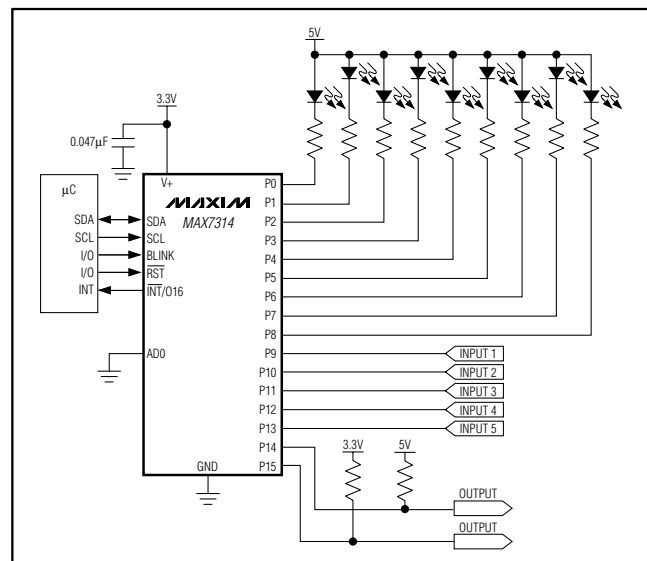 5V
3.3V
0.047μF
μC
V+
MAXIM
MAX7314
SDA
SCL
I/O
I/O
INT
SDA
SCL
BLINK
RST
INT/O16
AD0
GND
P0
P1
P2
P3
P4
P5
P6
P7
P8
P9
P10
P11
P12
P13
P14
P15
INPUT 1
INPUT 2
INPUT 3
INPUT 4
INPUT 5
3.3V
5V
OUTPUT
OUTPUT